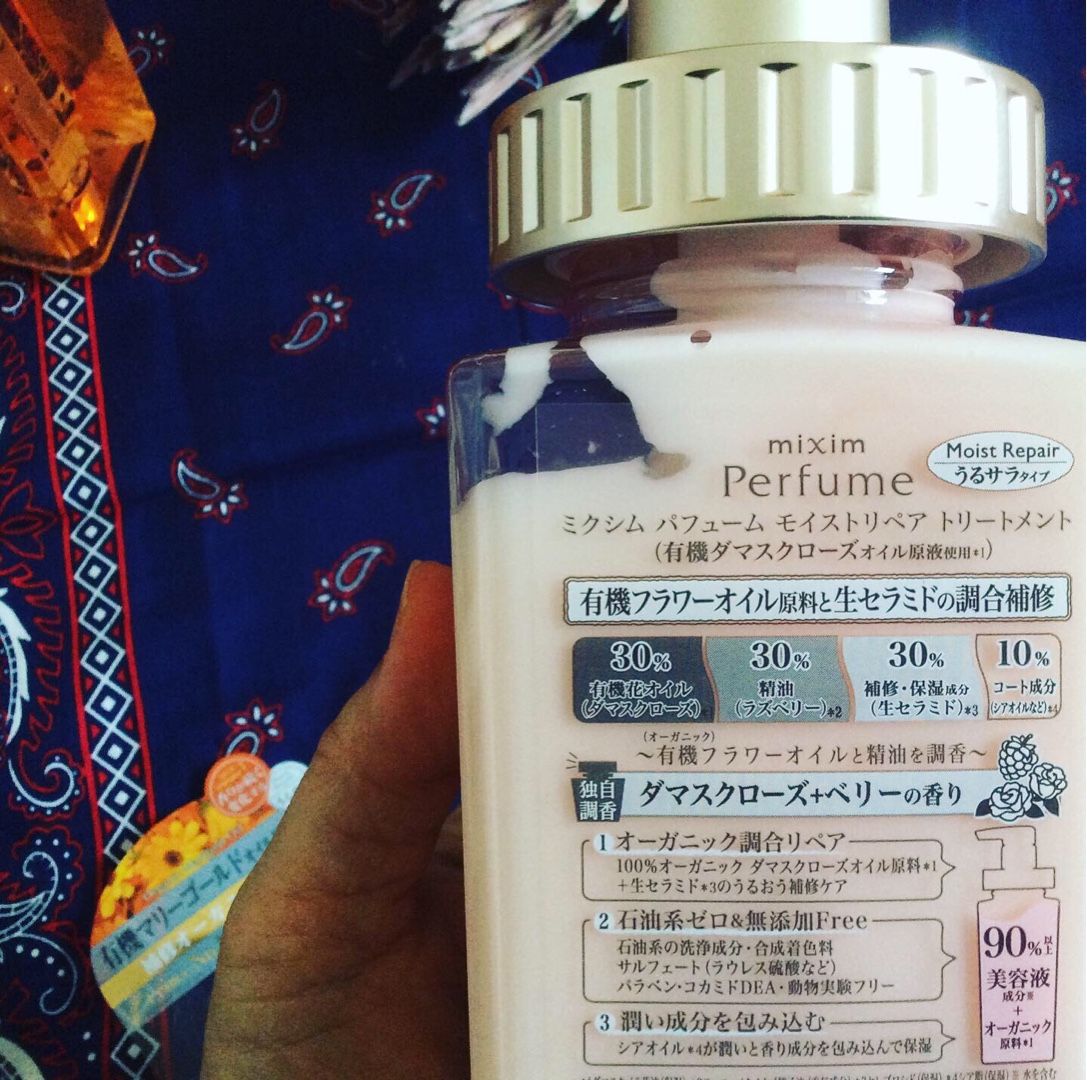 mixim
Perfume
Moist Repair
うるサラタイプ
ミクシム パフューム モイストリペア トリートメント
(有機ダマスクローズオイル原液使用*1)
有機フラワーオイル原料と生セラミドの調合補修
30% 30% 30% 10%
有機花オイル 精油 補修・保湿成分 コート成分
(ダマスクローズ) (ラズベリー)*2 (生セラミド)*3 (シアオイルなど)*4
(オーガニック)
～有機フラワーオイルと精油を調香～
独自
調香
ダマスクローズ+ベリーの香り
1 オーガニック調合リペア
100%オーガニック ダマスクローズオイル原料*1
+生セラミド*3のうるおう補修ケア
2 石油系ゼロ&無添加Free
石油系の洗浄成分・合成着色料
サルフェート(ラウレス硫酸など)
パラベン・コカミドDEA・動物実験フリー
3 潤い成分を包み込む
シアオイル*4が潤いと香り成分を包み込んで保湿
90%以上
美容液
成分※
+
オーガニック
原料*1
有機マリーゴールド